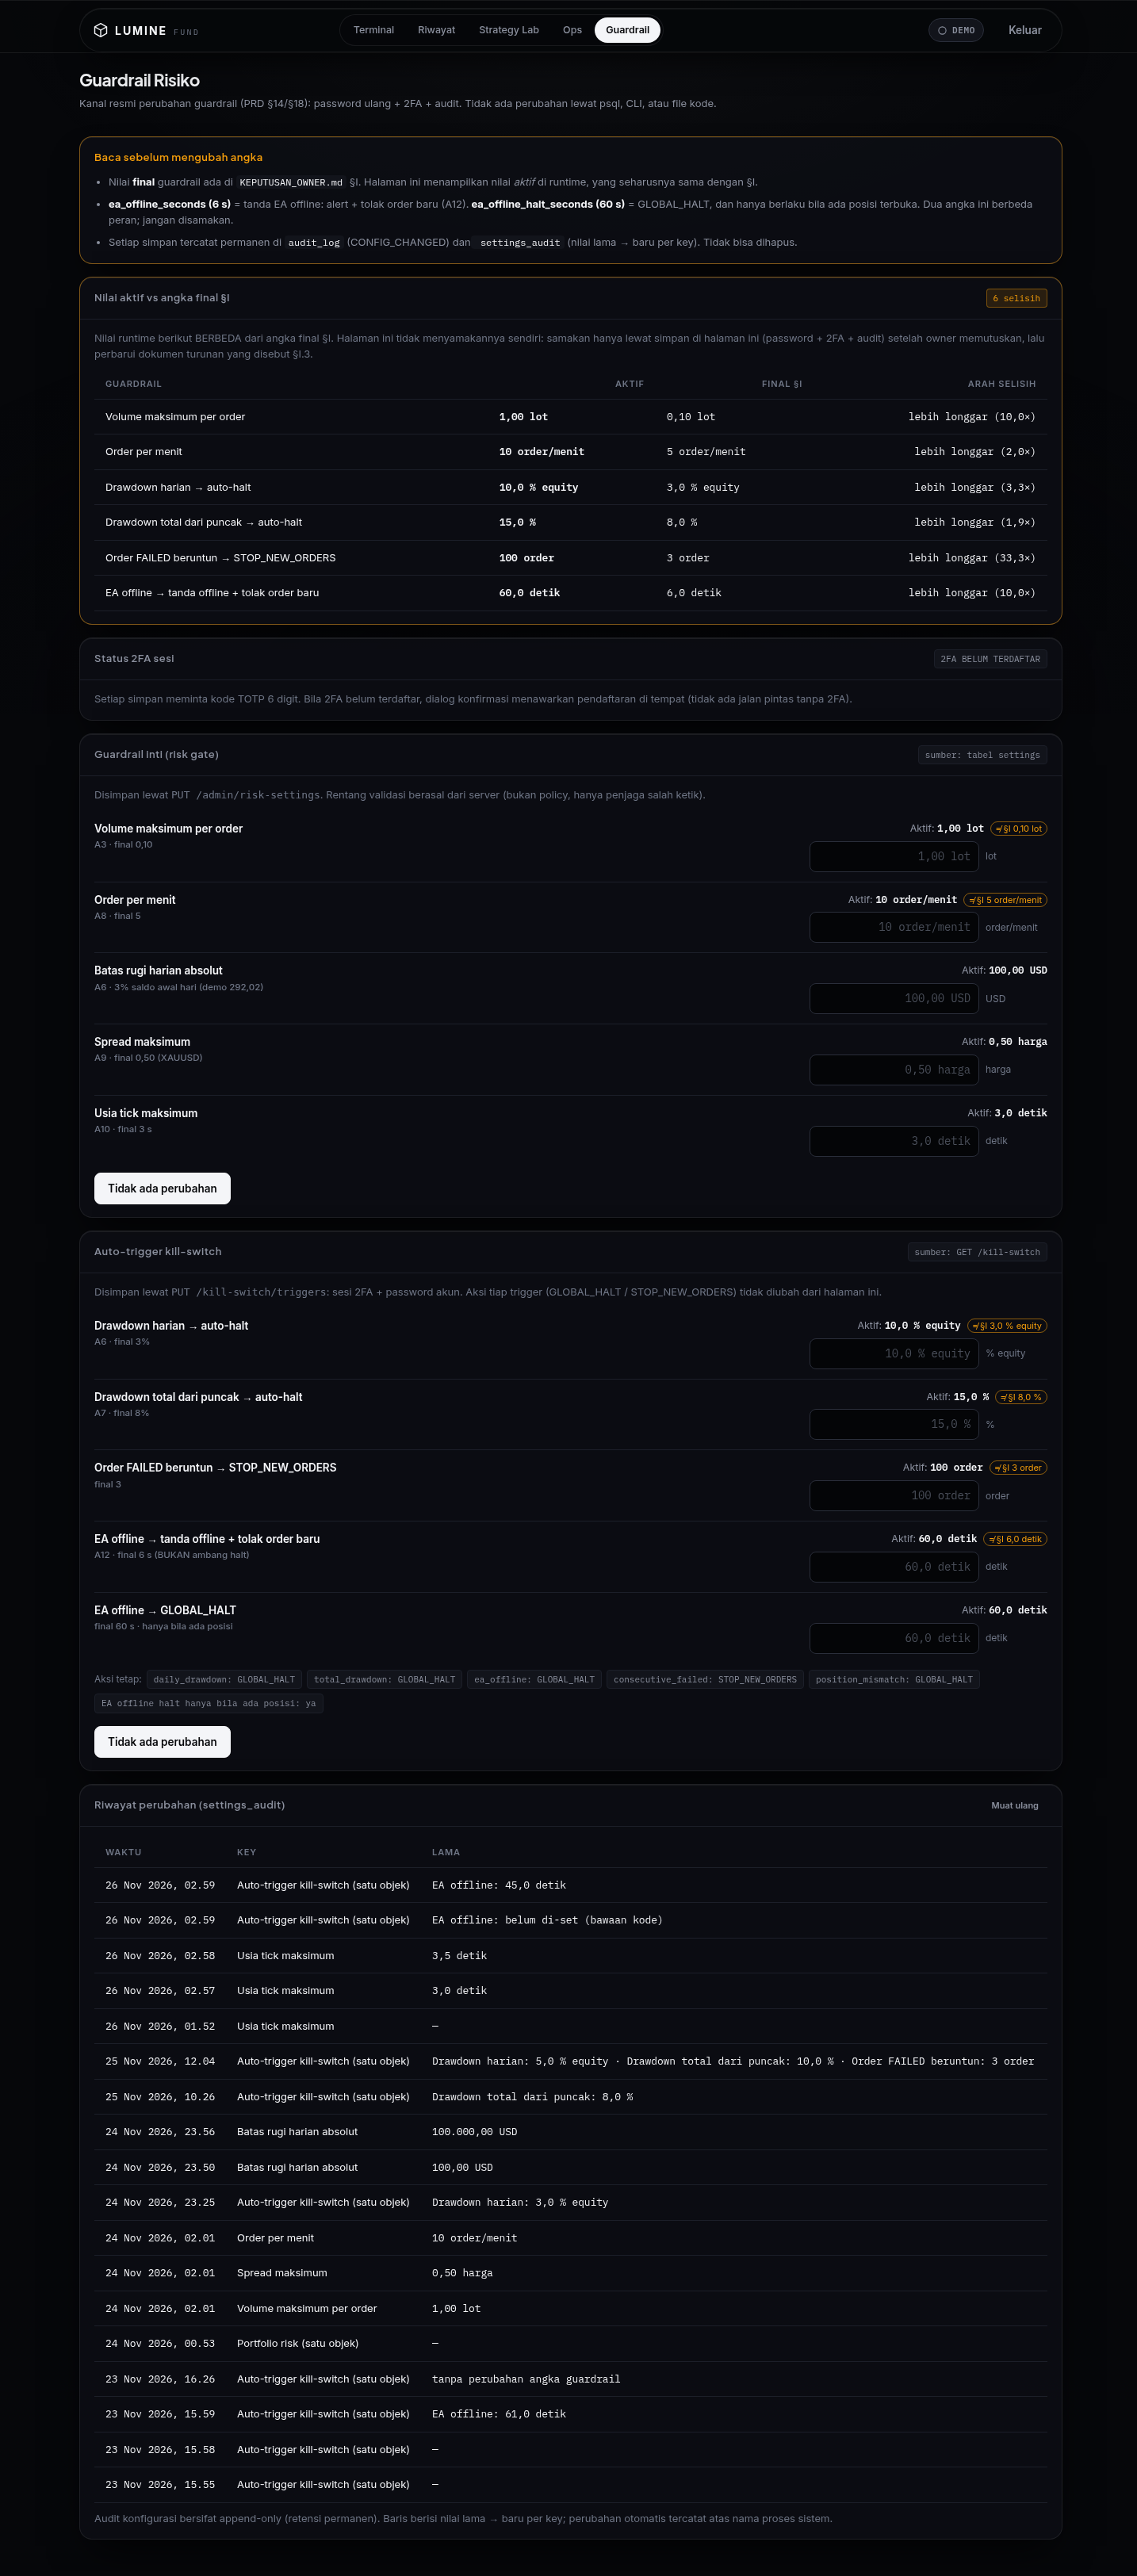 LUMINE FUND
Terminal Riwayat Strategy Lab Ops Guardrail
DEMO Keluar
Guardrail Risiko
Kanal resmi perubahan guardrail (PRD §14/§18): password ulang + 2FA + audit. Tidak ada perubahan lewat psql, CLI, atau file kode.
Baca sebelum mengubah angka
• Nilai final guardrail ada di KEPUTUSAN_OWNER.md §I. Halaman ini menampilkan nilai aktif di runtime, yang seharusnya sama dengan §I.
• ea_offline_seconds (6 s) = tanda EA offline: alert + tolak order baru (A12). ea_offline_halt_seconds (60 s) = GLOBAL_HALT, dan hanya berlaku bila ada posisi terbuka. Dua angka ini berbeda
peran; jangan disamakan.
• Setiap simpan tercatat permanen di audit_log (CONFIG_CHANGED) dan settings_audit (nilai lama → baru per key). Tidak bisa dihapus.
Nilai aktif vs angka final §I
6 selisih
Nilai runtime berikut BERBEDA dari angka final §I. Halaman ini tidak menyamakannya sendiri: samakan hanya lewat simpan di halaman ini (password + 2FA + audit) setelah owner memutuskan, lalu
perbarui dokumen turunan yang disebut §I.3.
GUARDRAIL AKTIF FINAL §I ARAH SELISIH
Volume maksimum per order 1,00 lot 0,10 lot lebih longgar (10,0×)
Order per menit 10 order/menit 5 order/menit lebih longgar (2,0×)
Drawdown harian → auto-halt 10,0 % equity 3,0 % equity lebih longgar (3,3×)
Drawdown total dari puncak → auto-halt 15,0 % 8,0 % lebih longgar (1,9×)
Order FAILED beruntun → STOP_NEW_ORDERS 100 order 3 order lebih longgar (33,3×)
EA offline → tanda offline + tolak order baru 60,0 detik 6,0 detik lebih longgar (10,0×)
Status 2FA sesi
2FA BELUM TERDAFTAR
Setiap simpan meminta kode TOTP 6 digit. Bila 2FA belum terdaftar, dialog konfirmasi menawarkan pendaftaran di tempat (tidak ada jalan pintas tanpa 2FA).
Guardrail inti (risk gate)
sumber: tabel settings
Disimpan lewat PUT /admin/risk-settings. Rentang validasi berasal dari server (bukan policy, hanya penjaga salah ketik).
Volume maksimum per order
Aktif: 1,00 lot ≠ §I 0,10 lot
A3 · final 0,10
1,00 lot lot
Order per menit
Aktif: 10 order/menit ≠ §I 5 order/menit
A8 · final 5
10 order/menit order/menit
Batas rugi harian absolut
Aktif: 100,00 USD
A6 · 3% saldo awal hari (demo 292,02)
100,00 USD USD
Spread maksimum
Aktif: 0,50 harga
A9 · final 0,50 (XAUUSD)
0,50 harga harga
Usia tick maksimum
Aktif: 3,0 detik
A10 · final 3 s
3,0 detik detik
Tidak ada perubahan
Auto-trigger kill-switch
sumber: GET /kill-switch
Disimpan lewat PUT /kill-switch/triggers: sesi 2FA + password akun. Aksi tiap trigger (GLOBAL_HALT / STOP_NEW_ORDERS) tidak diubah dari halaman ini.
Drawdown harian → auto-halt
Aktif: 10,0 % equity ≠ §I 3,0 % equity
A6 · final 3%
10,0 % equity % equity
Drawdown total dari puncak → auto-halt
Aktif: 15,0 % ≠ §I 8,0 %
A7 · final 8%
15,0 % %
Order FAILED beruntun → STOP_NEW_ORDERS
Aktif: 100 order ≠ §I 3 order
final 3
100 order order
EA offline → tanda offline + tolak order baru
Aktif: 60,0 detik ≠ §I 6,0 detik
A12 · final 6 s (BUKAN ambang halt)
60,0 detik detik
EA offline → GLOBAL_HALT
Aktif: 60,0 detik
final 60 s · hanya bila ada posisi
60,0 detik detik
Aksi tetap: daily_drawdown: GLOBAL_HALT total_drawdown: GLOBAL_HALT ea_offline: GLOBAL_HALT consecutive_failed: STOP_NEW_ORDERS position_mismatch: GLOBAL_HALT
EA offline halt hanya bila ada posisi: ya
Tidak ada perubahan
Riwayat perubahan (settings_audit)
Muat ulang
WAKTU KEY LAMA
26 Nov 2026, 02.59 Auto-trigger kill-switch (satu objek) EA offline: 45,0 detik
26 Nov 2026, 02.59 Auto-trigger kill-switch (satu objek) EA offline: belum di-set (bawaan kode)
26 Nov 2026, 02.58 Usia tick maksimum 3,5 detik
26 Nov 2026, 02.57 Usia tick maksimum 3,0 detik
26 Nov 2026, 01.52 Usia tick maksimum —
25 Nov 2026, 12.04 Auto-trigger kill-switch (satu objek) Drawdown harian: 5,0 % equity · Drawdown total dari puncak: 10,0 % · Order FAILED beruntun: 3 order
25 Nov 2026, 10.26 Auto-trigger kill-switch (satu objek) Drawdown total dari puncak: 8,0 %
24 Nov 2026, 23.56 Batas rugi harian absolut 100.000,00 USD
24 Nov 2026, 23.50 Batas rugi harian absolut 100,00 USD
24 Nov 2026, 23.25 Auto-trigger kill-switch (satu objek) Drawdown harian: 3,0 % equity
24 Nov 2026, 02.01 Order per menit 10 order/menit
24 Nov 2026, 02.01 Spread maksimum 0,50 harga
24 Nov 2026, 02.01 Volume maksimum per order 1,00 lot
24 Nov 2026, 00.53 Portfolio risk (satu objek) —
23 Nov 2026, 16.26 Auto-trigger kill-switch (satu objek) tanpa perubahan angka guardrail
23 Nov 2026, 15.59 Auto-trigger kill-switch (satu objek) EA offline: 61,0 detik
23 Nov 2026, 15.58 Auto-trigger kill-switch (satu objek) —
23 Nov 2026, 15.55 Auto-trigger kill-switch (satu objek) —
Audit konfigurasi bersifat append-only (retensi permanen). Baris berisi nilai lama → baru per key; perubahan otomatis tercatat atas nama proses sistem.